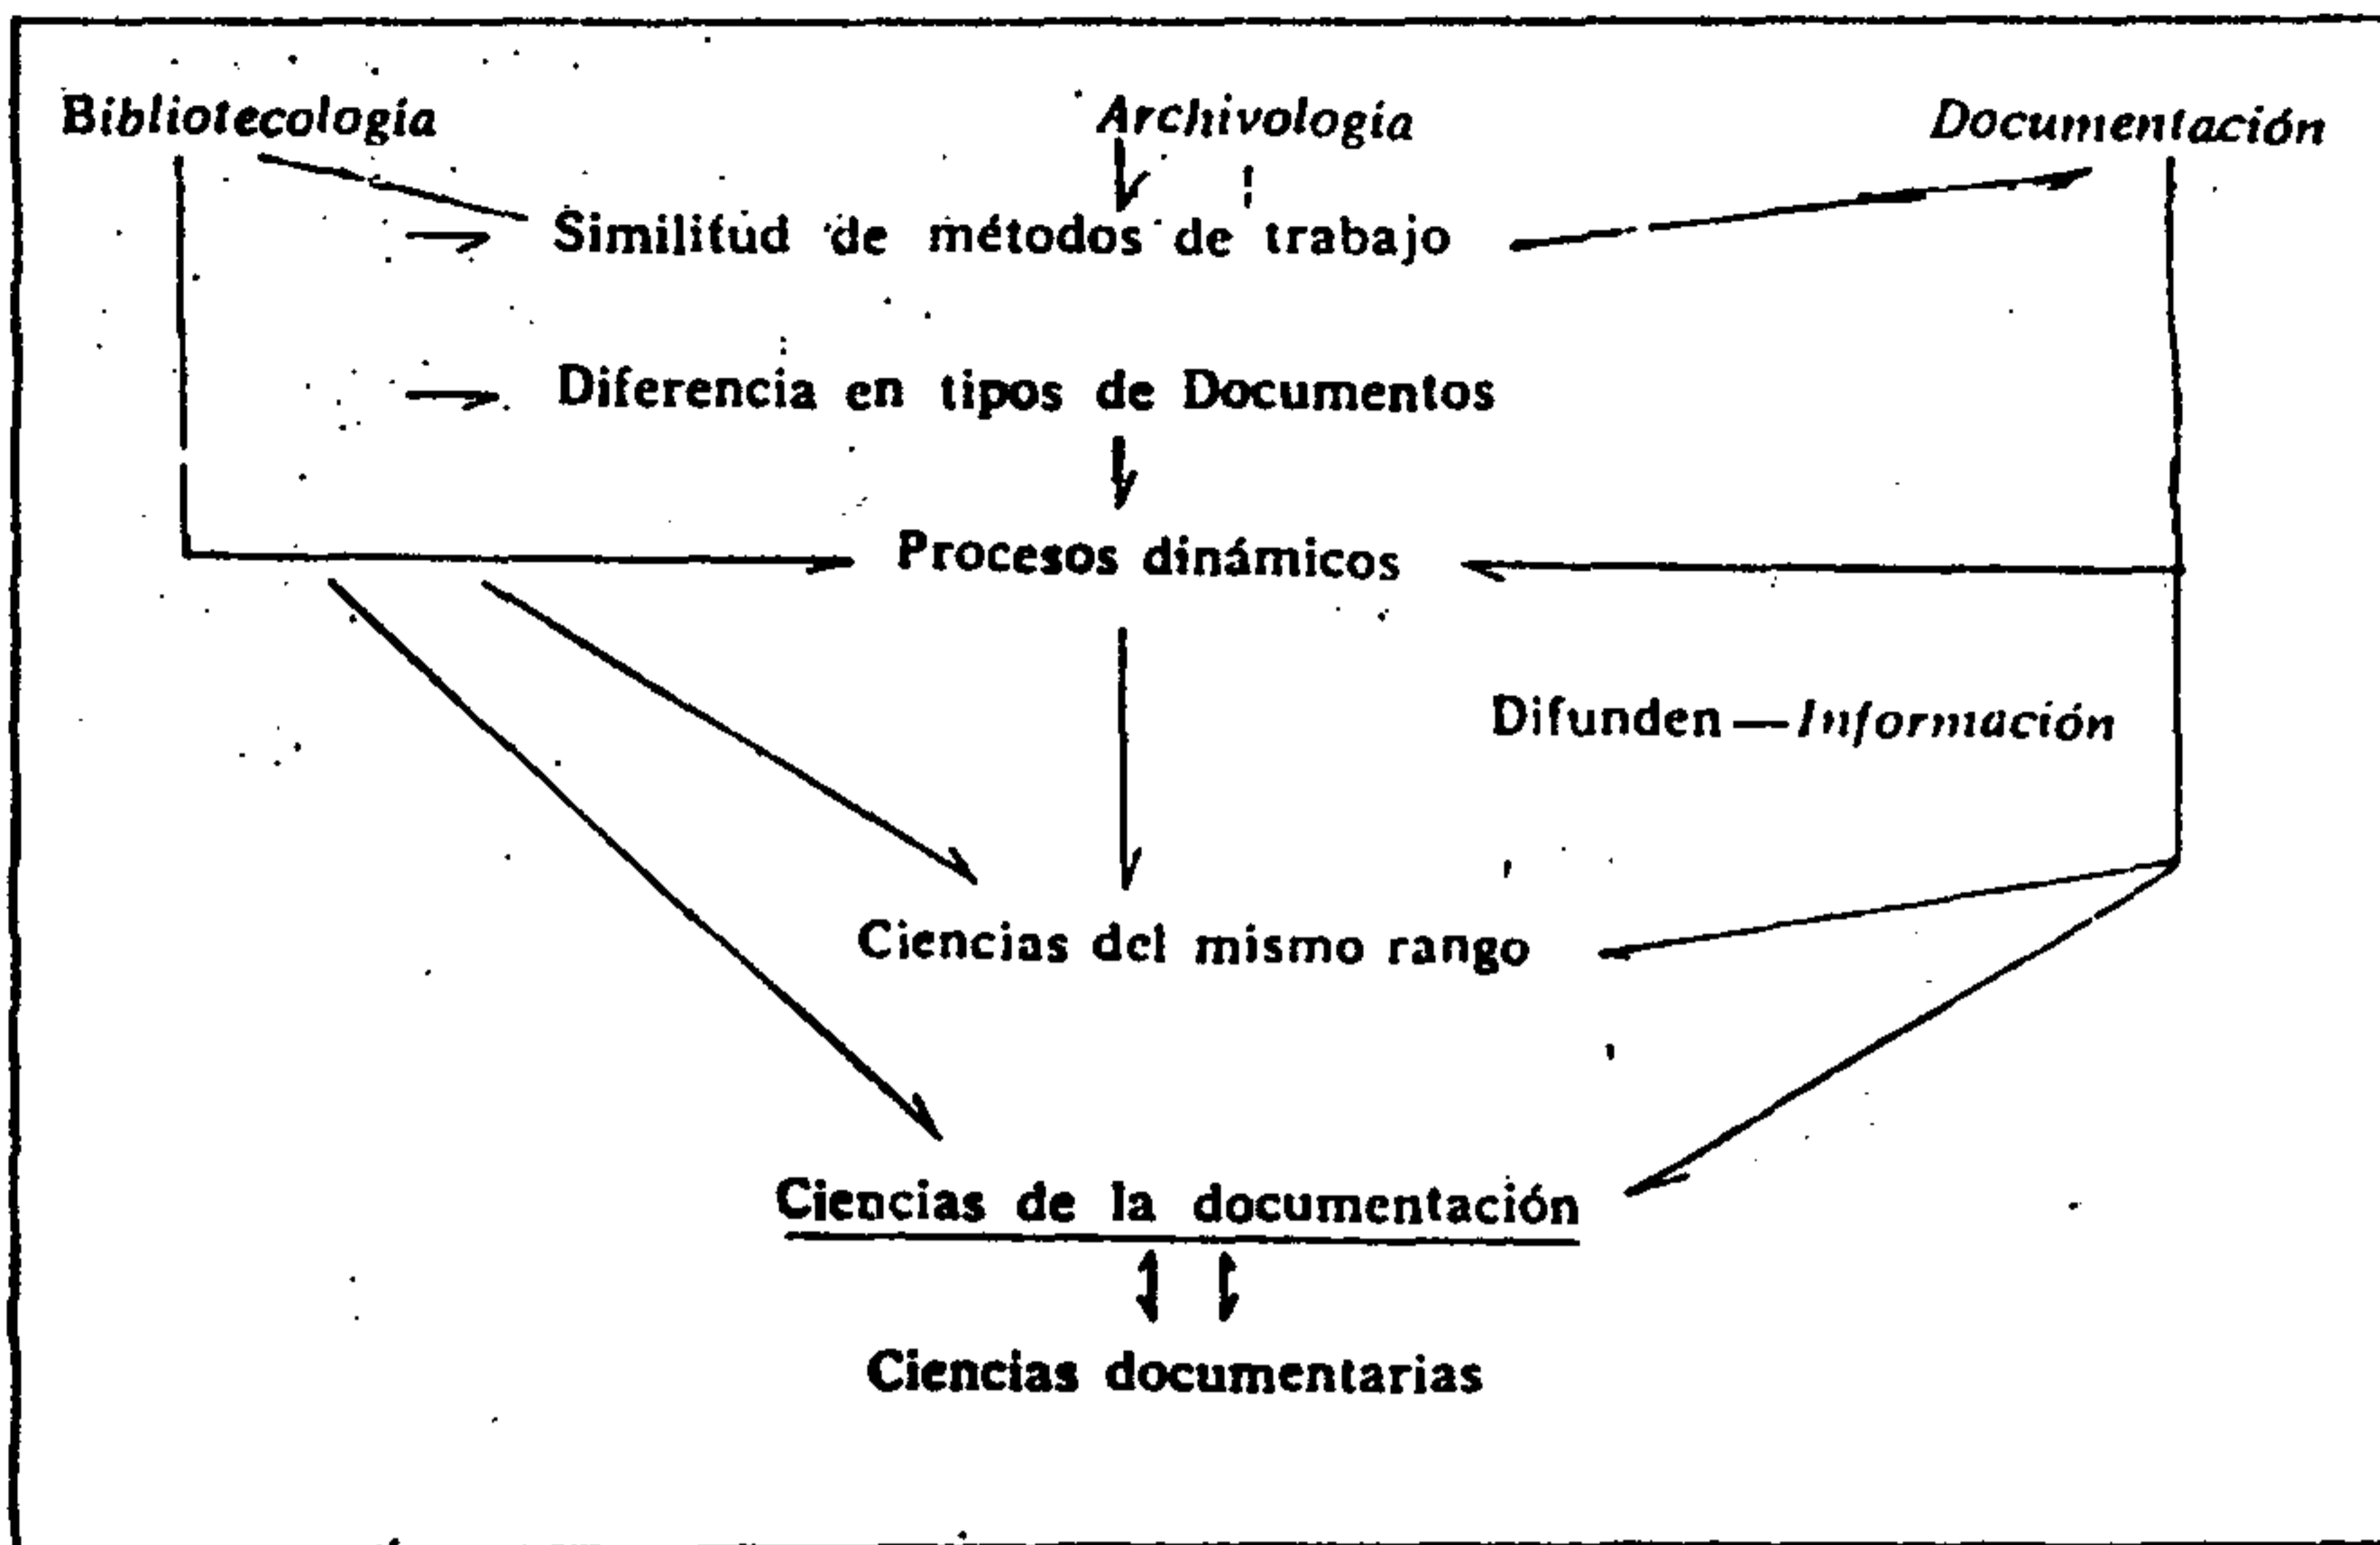 Bibliotecología Archivología Documentación
Similitud de métodos de trabajo
Diferencia en tipos de Documentos
Procesos dinámicos
Difunden — Información
Ciencias del mismo rango
Ciencias de la documentación
Ciencias documentarias